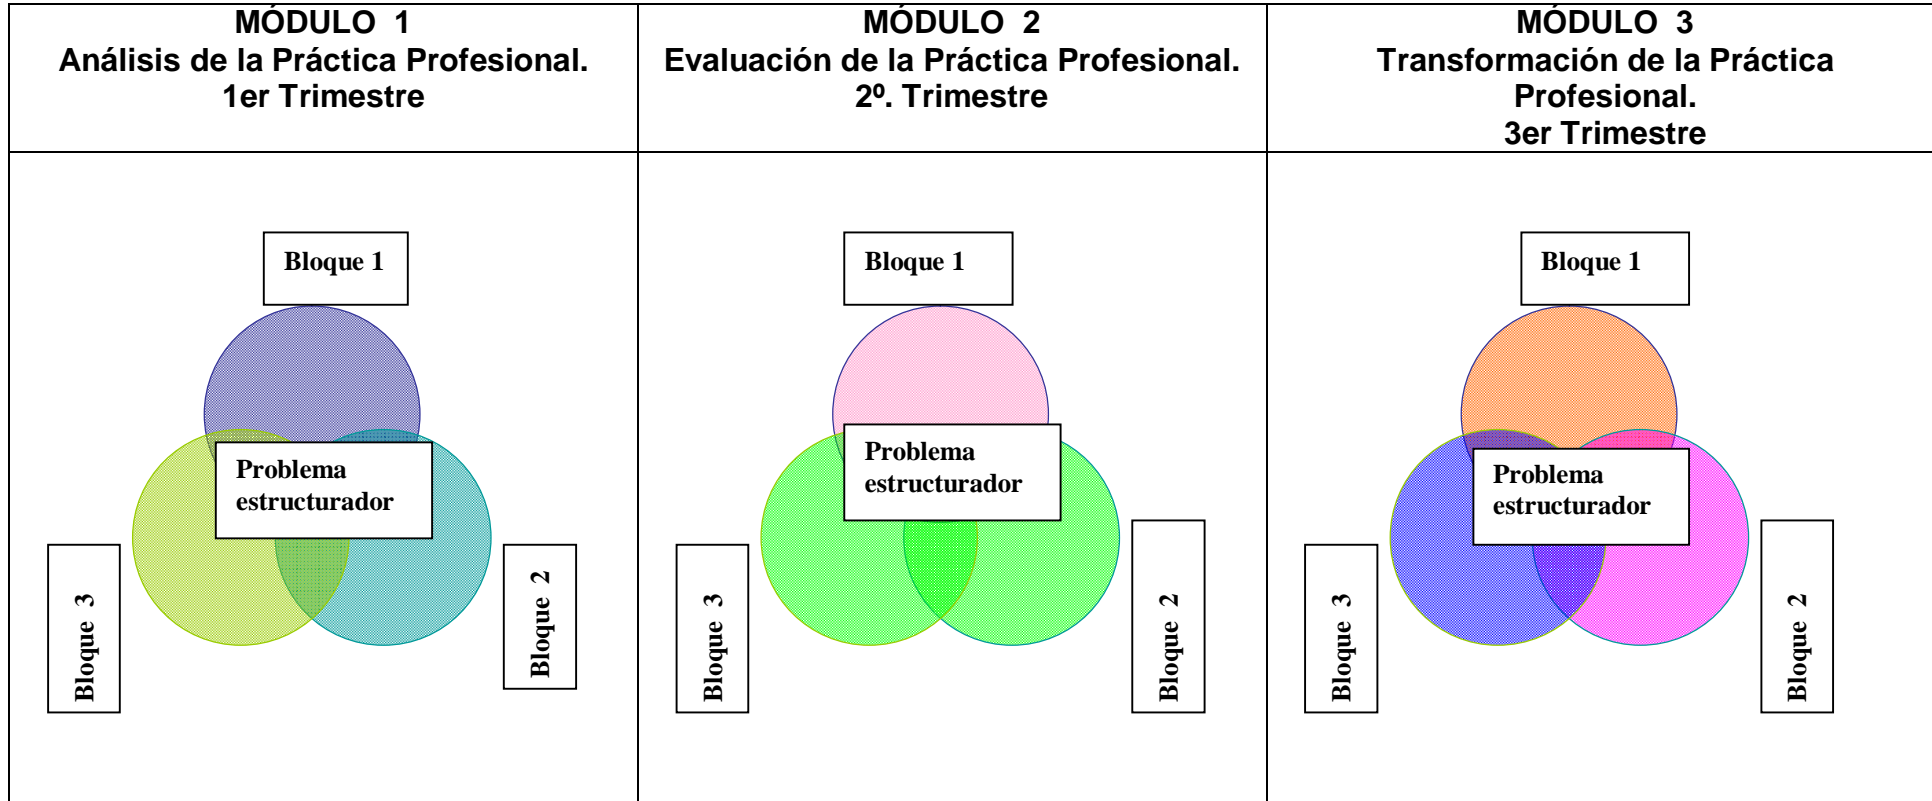 MÓDULO  1
Análisis de la Práctica Profesional.
1er Trimestre
MÓDULO  2
Evaluación de la Práctica Profesional.
2º. Trimestre
MÓDULO  3
Transformación de la Práctica
Profesional.
3er Trimestre
Bloque 1
Problema
estructurador
Bloque  3
Bloque  2
Bloque 1
Problema
estructurador
Bloque  3
Bloque  2
Bloque 1
Problema
estructurador
Bloque  3
Bloque  2